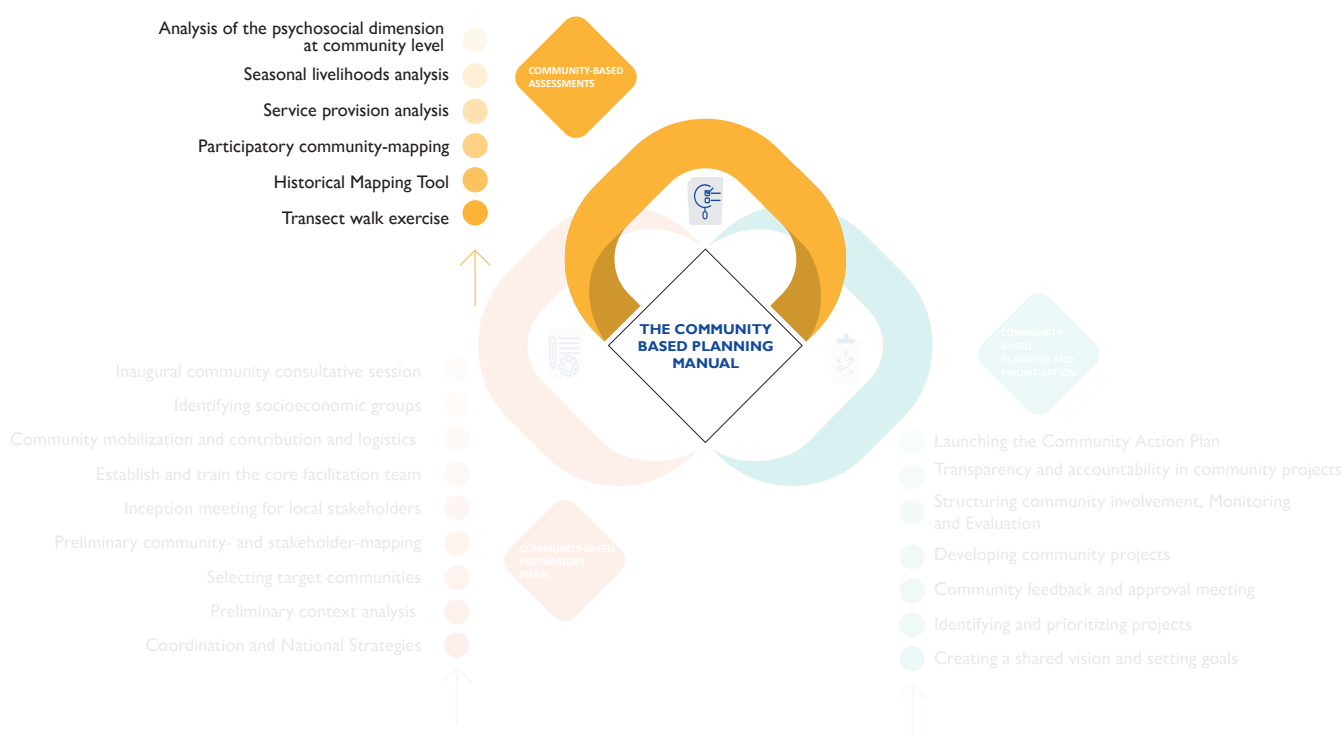 Analysis of the psychosocial dimension
at community level
Seasonal livelihoods analysis
Service provision analysis
Participatory community-mapping
Historical Mapping Tool
Transect walk exercise
COMMUNITY-BASED
ASSESSMENTS
THE COMMUNITY
BASED PLANNING
MANUAL
Inaugural community consultative session
Identifying socioeconomic groups
Community mobilization and contribution and logistics
Establish and train the core facilitation team
Inception meeting for local stakeholders
Preliminary community- and stakeholder-mapping
Selecting target communities
Preliminary context analysis
Coordination and National Strategies
COMMUNITY-BASED
PREPARATORY
PHASE
COMMUNITY-
BASED
PLANNING AND
PRIORITIZATION
Launching the Community Action Plan
Transparency and accountability in community projects
Structuring community involvement, Monitoring
and Evaluation
Developing community projects
Community feedback and approval meeting
Identifying and prioritizing projects
Creating a shared vision and setting goals